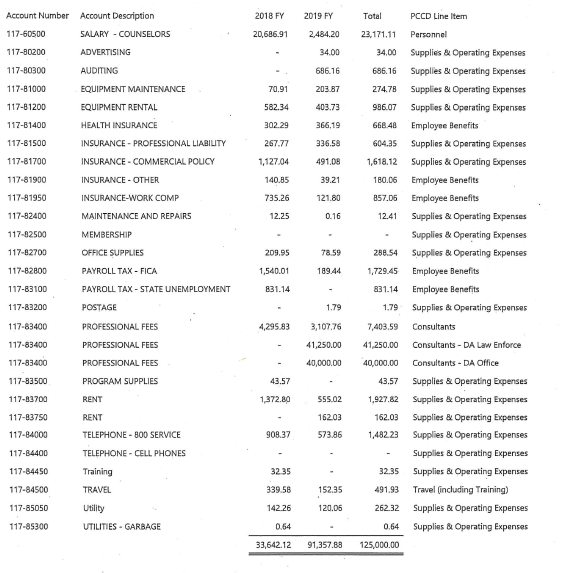 Account Number Account Description 2018 FY 2019 FY Total PCCD Line Item
117-60500 SALARY - COUNSELORS 20,686.91 2,484.20 23,171.11 Personnel
117-80200 ADVERTISING - 34.00 34.00 Supplies & Operating Expenses
117-80300 AUDITING - 686.16 686.16 Supplies & Operating Expenses
117-81000 EQUIPMENT MAINTENANCE 70.91 203.87 274.78 Supplies & Operating Expenses
117-81200 EQUIPMENT RENTAL 582.34 403.73 986.07 Supplies & Operating Expenses
117-81400 HEALTH INSURANCE 302.29 366.19 668.48 Employee Benefits
117-81500 INSURANCE - PROFESSIONAL LIABILITY 267.77 336.58 604.35 Supplies & Operating Expenses
117-81700 INSURANCE - COMMERCIAL POLICY 1,127.04 491.08 1,618.12 Supplies & Operating Expenses
117-81900 INSURANCE - OTHER 140.85 39.21 180.06 Employee Benefits
117-81950 INSURANCE-WORK COMP 735.26 121.80 857.06 Employee Benefits
117-82400 MAINTENANCE AND REPAIRS 12.25 0.16 12.41 Supplies & Operating Expenses
117-82500 MEMBERSHIP - - - Supplies & Operating Expenses
117-82700 OFFICE SUPPLIES 209.95 78.59 288.54 Supplies & Operating Expenses
117-82800 PAYROLL TAX - FICA 1,540.01 189.44 1,729.45 Employee Benefits
117-83100 PAYROLL TAX - STATE UNEMPLOYMENT 831.14 - 831.14 Employee Benefits
117-83200 POSTAGE - 1.79 1.79 Supplies & Operating Expenses
117-83400 PROFESSIONAL FEES 4,295.83 3,107.76 7,403.59 Consultants
117-83400 PROFESSIONAL FEES - 41,250.00 41,250.00 Consultants - DA Law Enforce
117-83400 PROFESSIONAL FEES - 40,000.00 40,000.00 Consultants - DA Office
117-83500 PROGRAM SUPPLIES 43.57 - 43.57 Supplies & Operating Expenses
117-83700 RENT 1,372.80 555.02 1,927.82 Supplies & Operating Expenses
117-83750 RENT - 162.03 162.03 Supplies & Operating Expenses
117-84000 TELEPHONE - 800 SERVICE 908.37 573.86 1,482.23 Supplies & Operating Expenses
117-84400 TELEPHONE - CELL PHONES - - - Supplies & Operating Expenses
117-84450 Training 32.35 - 32.35 Supplies & Operating Expenses
117-84500 TRAVEL 339.58 152.35 491.93 Travel (including Training)
117-85050 Utility 142.26 120.06 262.32 Supplies & Operating Expenses
117-85300 UTILITIES - GARBAGE 0.64 - 0.64 Supplies & Operating Expenses
33,642.12 91,357.88 125,000.00